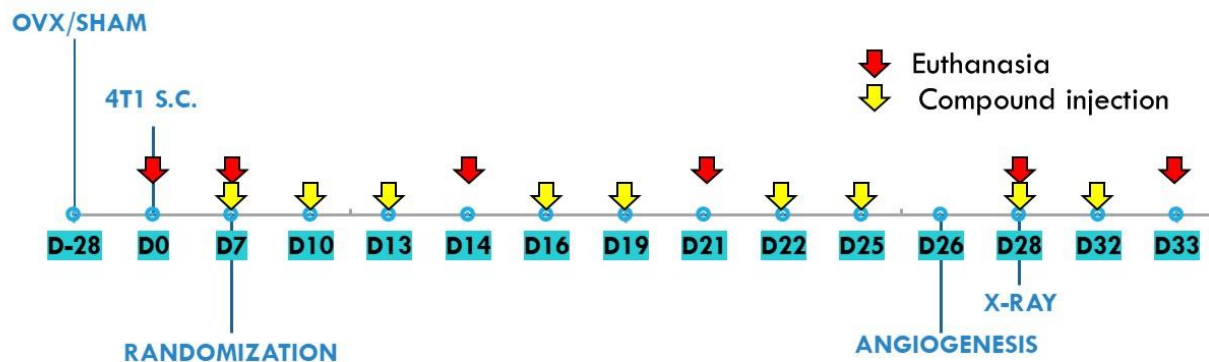 OVX/SHAM
Euthanasia
4T1 S.C.
Compound injection
D-28 D0 D7 D10 D13 D14 D16 D19 D21 D22 D25 D26 D28 D32 D33
X-RAY
RANDOMIZATION
ANGIOGENESIS